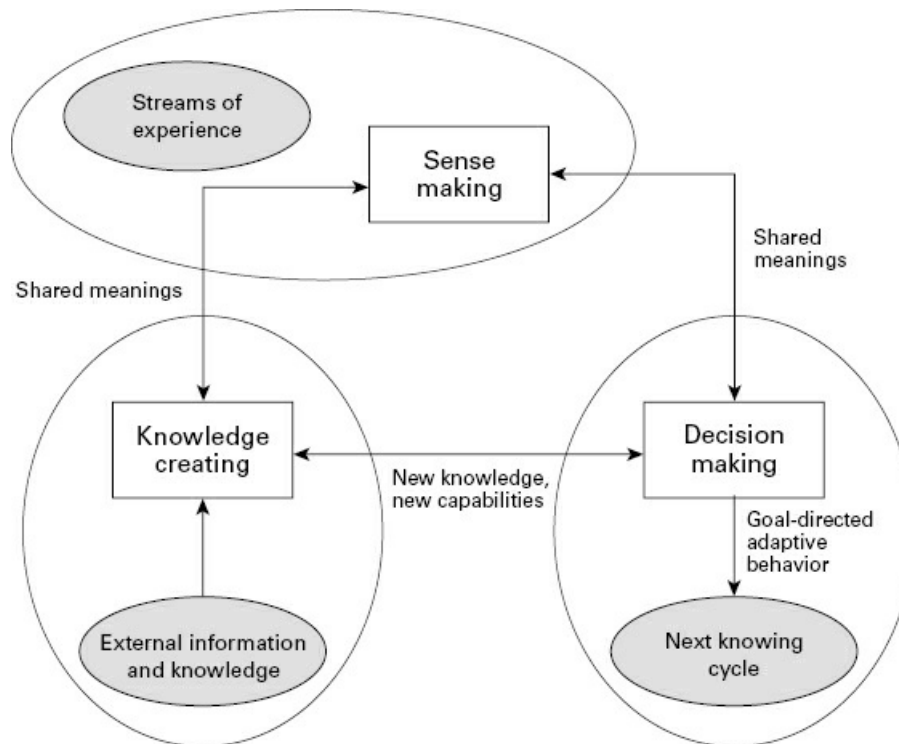 Streams of
experience
Sense
making
Shared
meanings
Shared meanings
Knowledge
creating
Decision
making
New knowledge,
new capabilities
Goal-directed
adaptive
behavior
External information
and knowledge
Next knowing
cycle